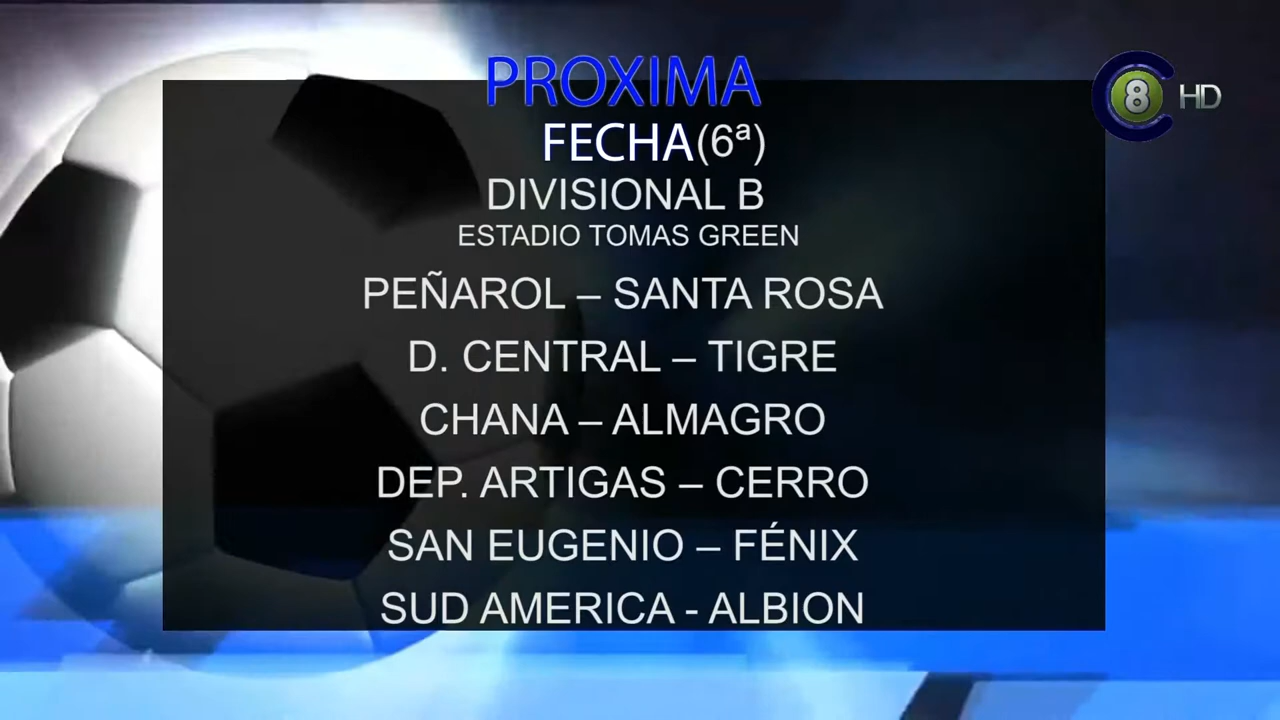 PROXIMA
8 HD
FECHA(6ª)
DIVISIONAL B
ESTADIO TOMAS GREEN
PEÑAROL – SANTA ROSA
D. CENTRAL – TIGRE
CHANA – ALMAGRO
DEP. ARTIGAS – CERRO
SAN EUGENIO – FÉNIX
SUD AMERICA - ALBION